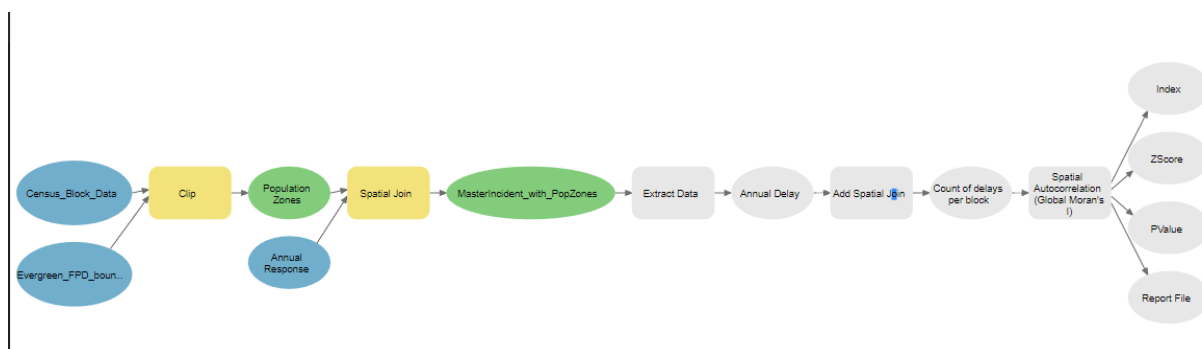 Census_Block_Data
Evergreen_FPD_boun...
Clip
Population
Zones
Annual
Response
Spatial Join
MasterIncident_with_PopZones
Extract Data
Annual Delay
Add Spatial Join
Count of delays
per block
Spatial
Autocorrelation
(Global Moran's
I)
Index
ZScore
PValue
Report File